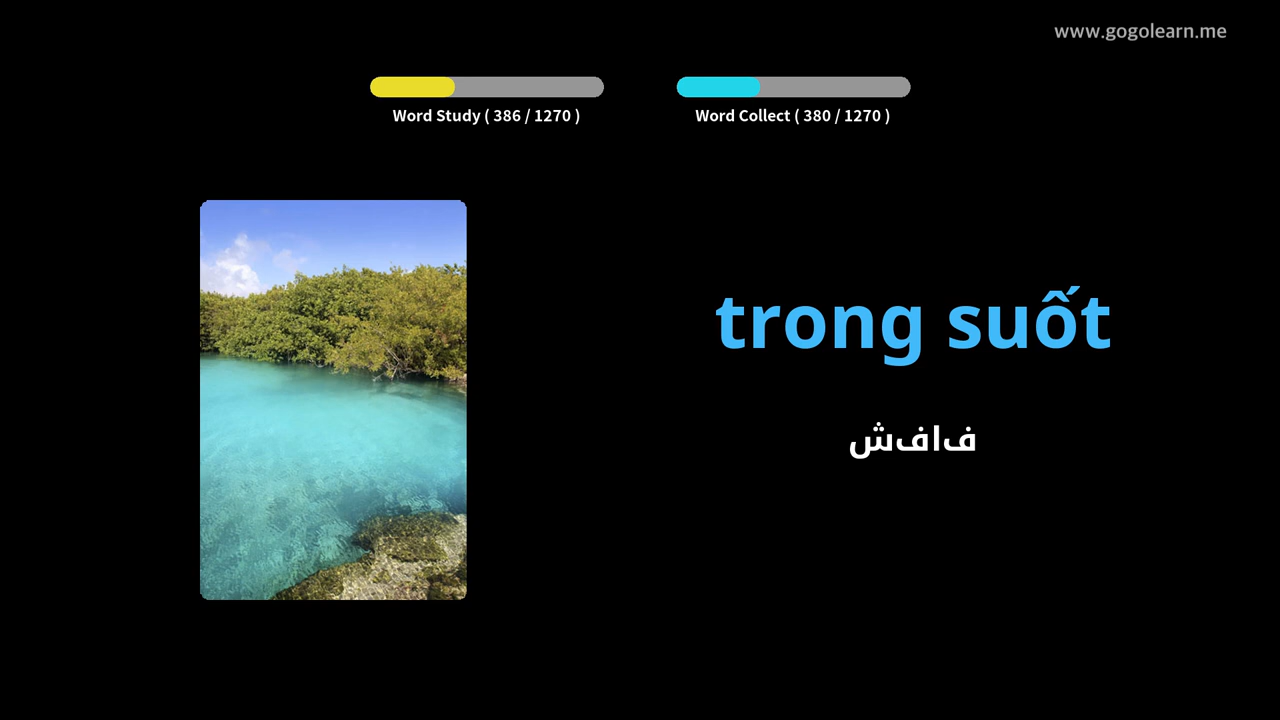 www.gogolearn.me
Word Study ( 386 / 1270 )
Word Collect ( 380 / 1270 )
trong suốt
فافش